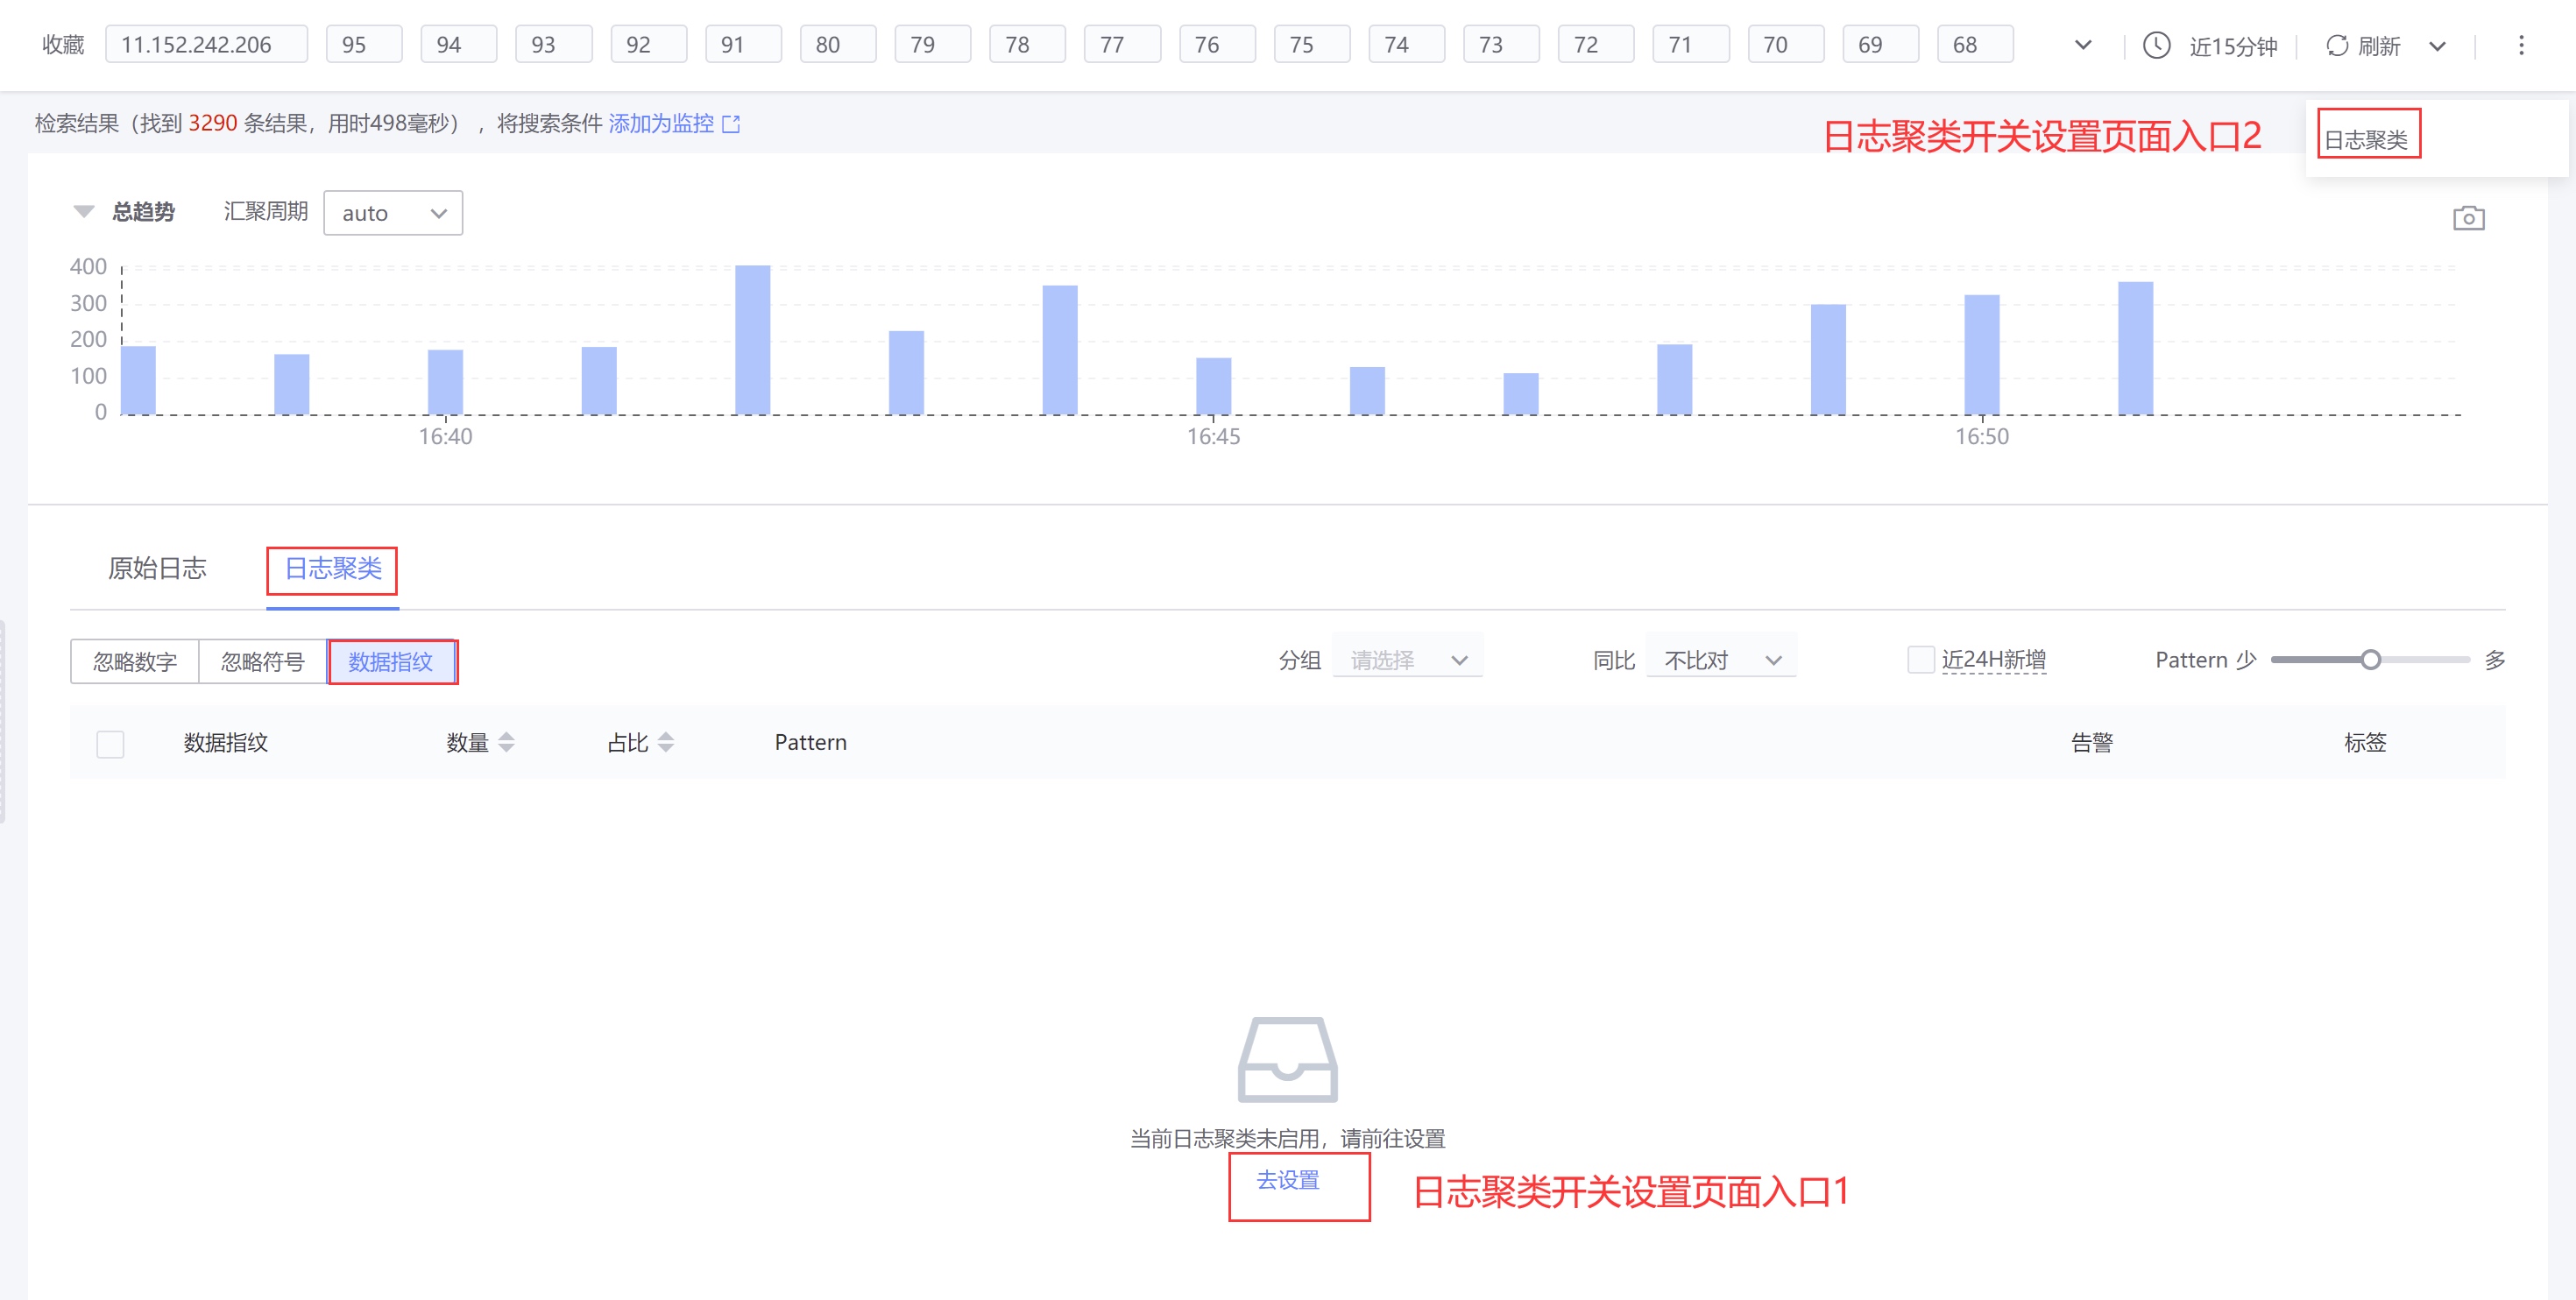 收藏 11.152.242.206 95 94 93 92 91 80 79 78 77 76 75 74 73 72 71 70 69 68 近15分钟 刷新
检索结果（找到 3290 条结果，用时498毫秒），将搜索条件 添加为监控
日志聚类开关设置页面入口2 日志聚类
总趋势 汇聚周期 auto
400
300
200
100
0
16:40 16:45 16:50
原始日志 日志聚类
忽略数字 忽略符号 数据指纹 分组 请选择 同比 不比对 近24H新增 Pattern 少 多
数据指纹 数量 占比 Pattern 告警 标签
当前日志聚类未启用，请前往设置
去设置 日志聚类开关设置页面入口1